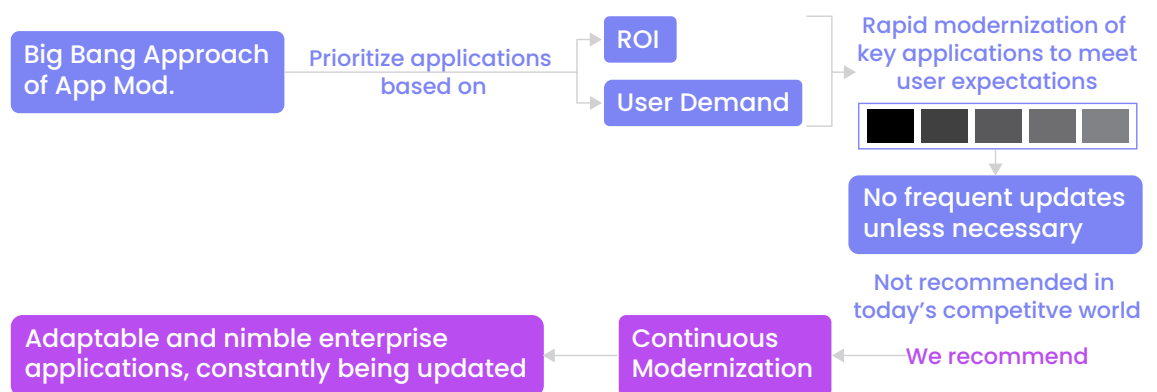 Big Bang Approach
of App Mod.
Prioritize applications
based on
ROI
User Demand
Rapid modernization of
key applications to meet
user expectations
No frequent updates
unless necessary
Not recommended in
today’s competitve world
We recommend
Continuous
Modernization
Adaptable and nimble enterprise
applications, constantly being updated